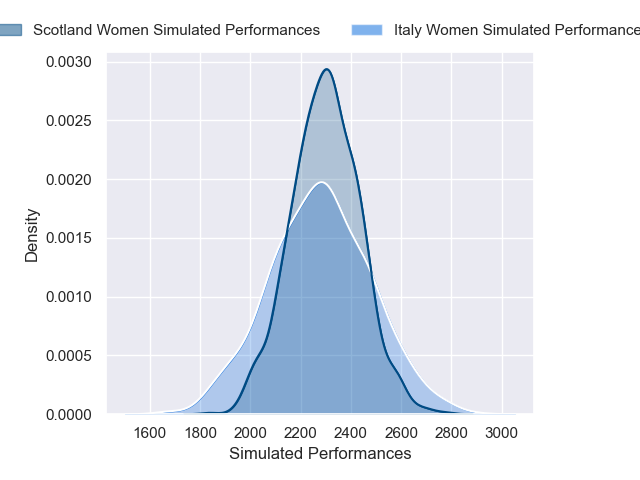 Scotland Women Simulated Performances
Italy Women Simulated Performance
0.0030
0.0025
0.0020
0.0015
0.0010
0.0005
0.0000
Density
1600 1800 2000 2200 2400 2600 2800 3000
Simulated Performances